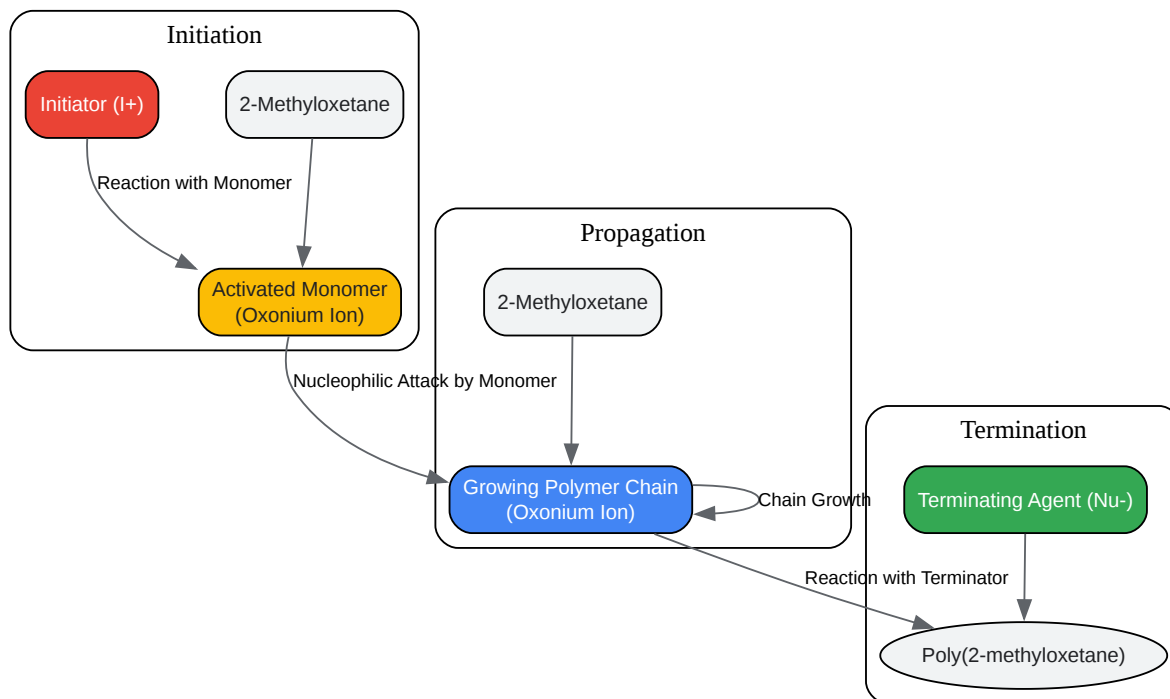 Initiation
Initiator (I+)
2-Methyloxetane
Reaction with Monomer
Activated Monomer
(Oxonium Ion)
Propagation
2-Methyloxetane
Nucleophilic Attack by Monomer
Growing Polymer Chain
(Oxonium Ion)
Chain Growth
Termination
Terminating Agent (Nu-)
Reaction with Terminator
Poly(2-methyloxetane)